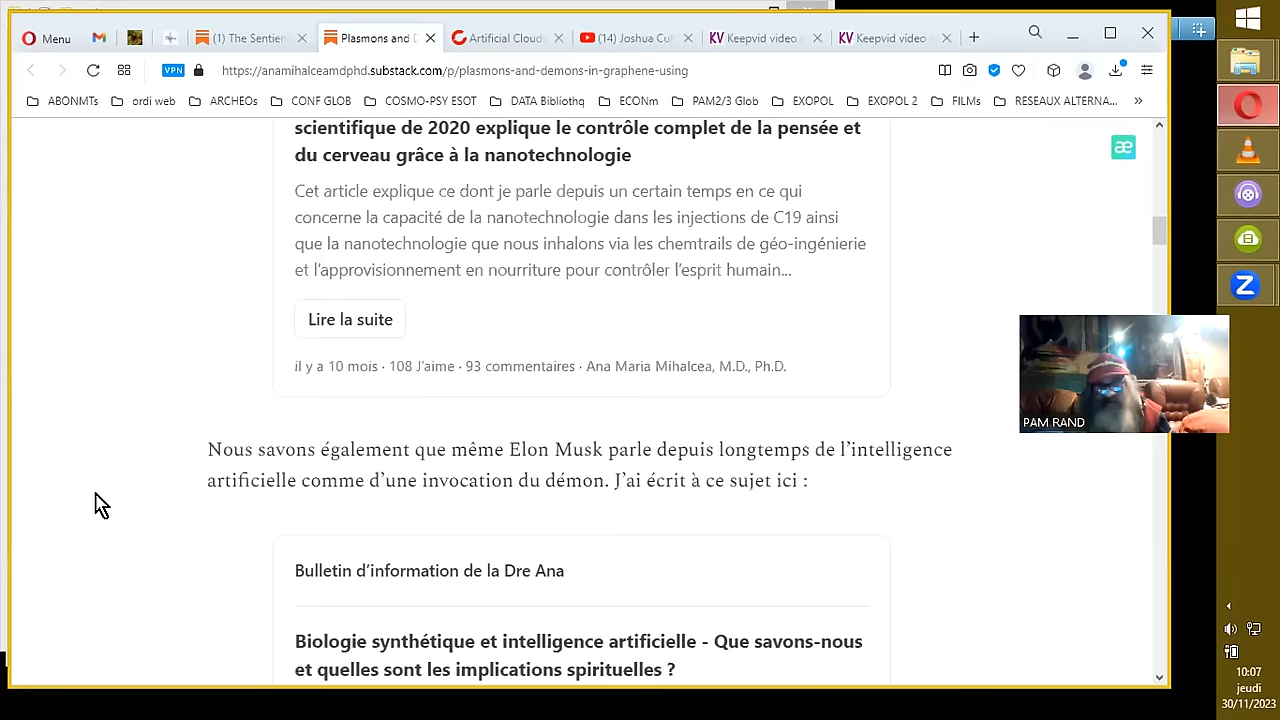 Menu
(1) The Sentien
Plasmons and D
Artificial Cloud
(14) Joshua Cut
KV Keepvid video
KV Keepvid video
VPN
https://anamihalceamdphd.substack.com/p/plasmons-and-demons-in-graphene-using
ABONMTs
ordi web
ARCHEOs
CONF GLOB
COSMO-PSY ESOT
DATA Bibliothq
ECONm
PAM2/3 Glob
EXOPOL
EXOPOL 2
FILMs
RESEAUX ALTERNA...
»
scientifique de 2020 explique le contrôle complet de la pensée et
du cerveau grâce à la nanotechnologie
æ
Cet article explique ce dont je parle depuis un certain temps en ce qui
concerne la capacité de la nanotechnologie dans les injections de C19 ainsi
que la nanotechnologie que nous inhalons via les chemtrails de géo-ingénierie
et l'approvisionnement en nourriture pour contrôler l'esprit humain...
Lire la suite
il y a 10 mois · 108 J'aime · 93 commentaires · Ana Maria Mihalcea, M.D., Ph.D.
PAM RAND
Nous savons également que même Elon Musk parle depuis longtemps de l'intelligence
artificielle comme d'une invocation du démon. J'ai écrit à ce sujet ici :
Bulletin d'information de la Dre Ana
Biologie synthétique et intelligence artificielle - Que savons-nous
et quelles sont les implications spirituelles ?
10:07
jeudi
30/11/2023